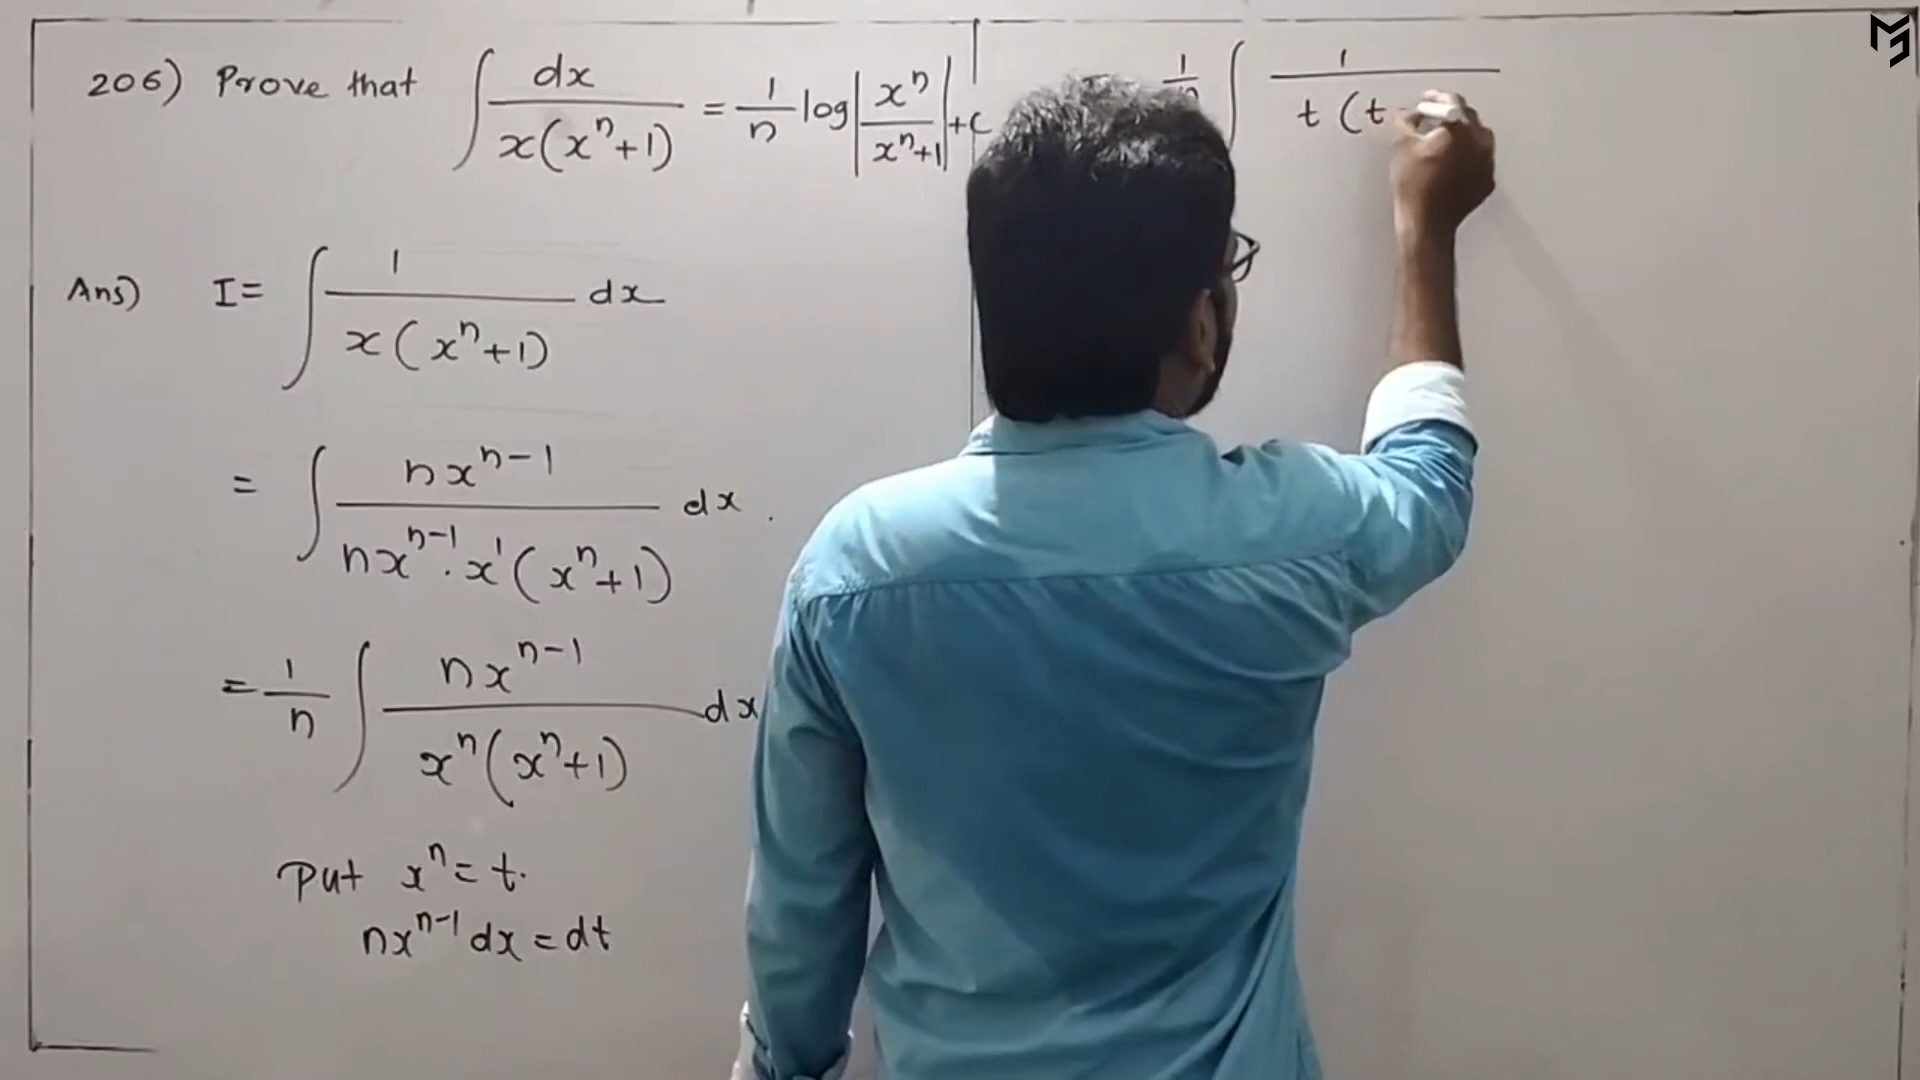 206) Prove that ∫ dx / x(xⁿ+1) = 1/n log |xⁿ / xⁿ+1| + c
Ans) I = ∫ 1 / x(xⁿ+1) dx
= ∫ nxⁿ⁻¹ / nxⁿ⁻¹ . x¹(xⁿ+1) dx .
= 1/n ∫ nxⁿ⁻¹ / xⁿ(xⁿ+1) dx
Put xⁿ = t.
nxⁿ⁻¹ dx = dt
1/n ∫ 1 / t (t